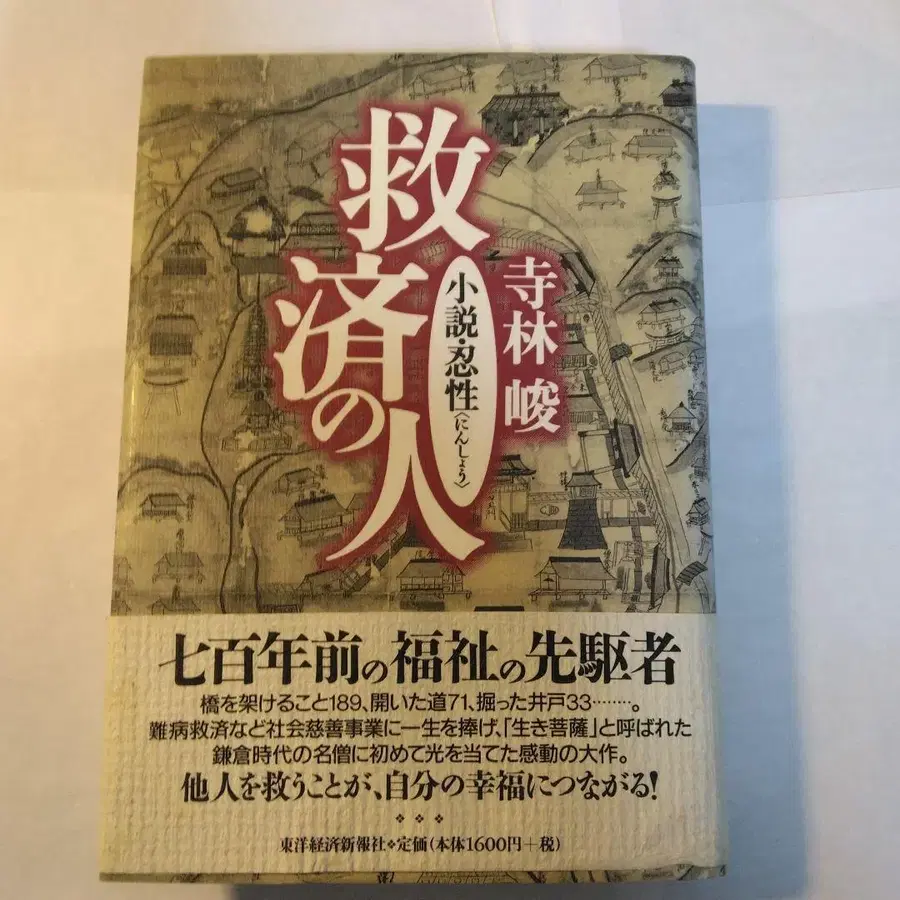 救済の人
小説・忍性〈にんしょう〉
寺林 峻
七百年前の福祉の先駆者
橋を架けること189、開いた道71、掘った井戸33………。
難病救済など社会慈善事業に一生を捧げ、「生き菩薩」と呼ばれた
鎌倉時代の名僧に初めて光を当てた感動の大作。
他人を救うことが、自分の幸福につながる!
東洋経済新報社❖定価(本体1600円+税)